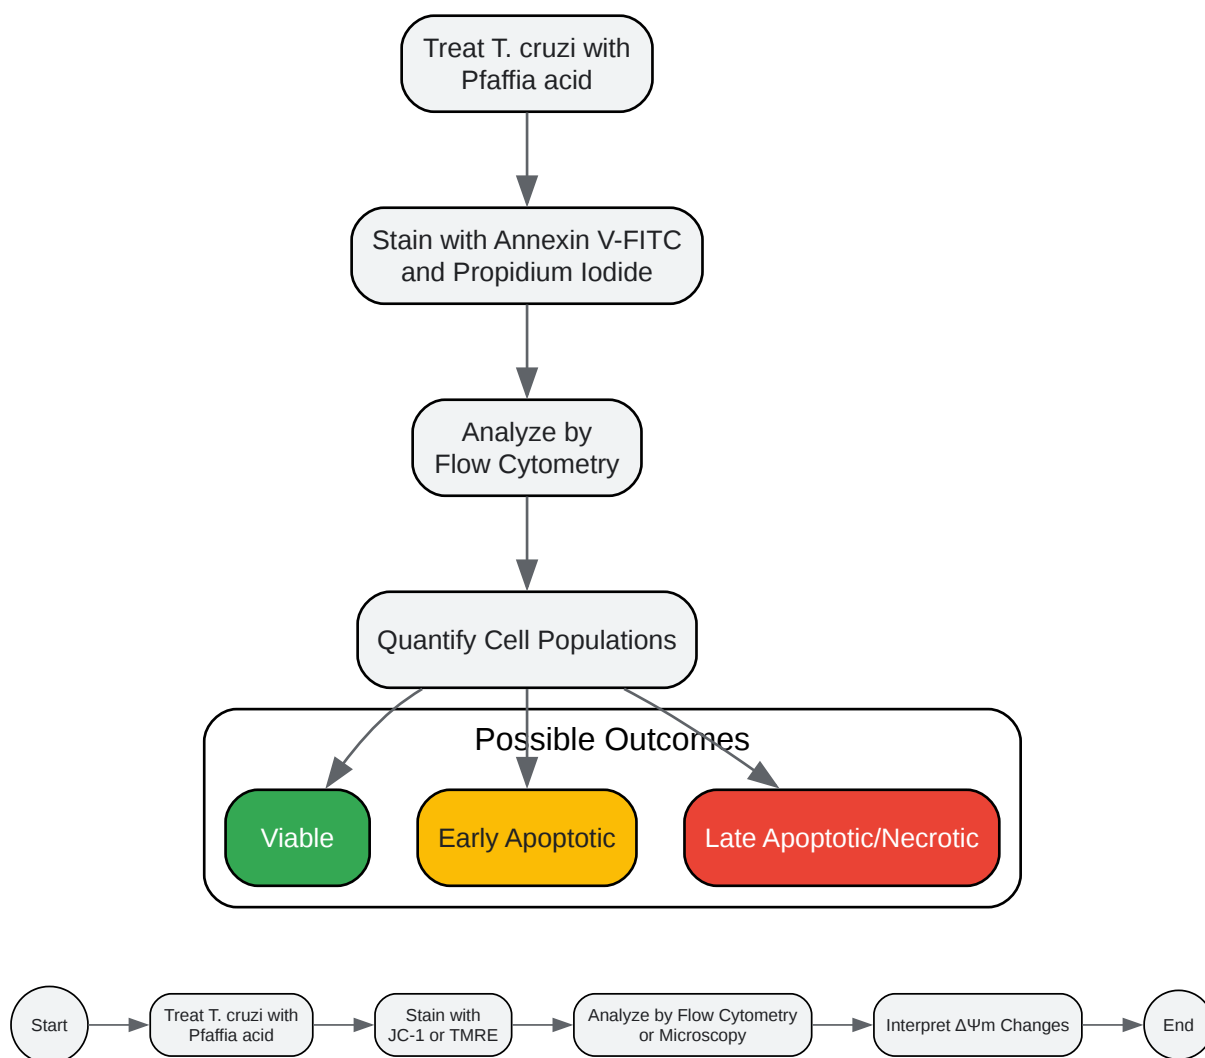 Treat T. cruzi with
Pfaffia acid
Stain with Annexin V-FITC
and Propidium Iodide
Analyze by
Flow Cytometry
Quantify Cell Populations
Possible Outcomes
Viable
Early Apoptotic
Late Apoptotic/Necrotic
Start
Treat T. cruzi with
Pfaffia acid
Stain with
JC-1 or TMRE
Analyze by Flow Cytometry
or Microscopy
Interpret ΔΨm Changes
End